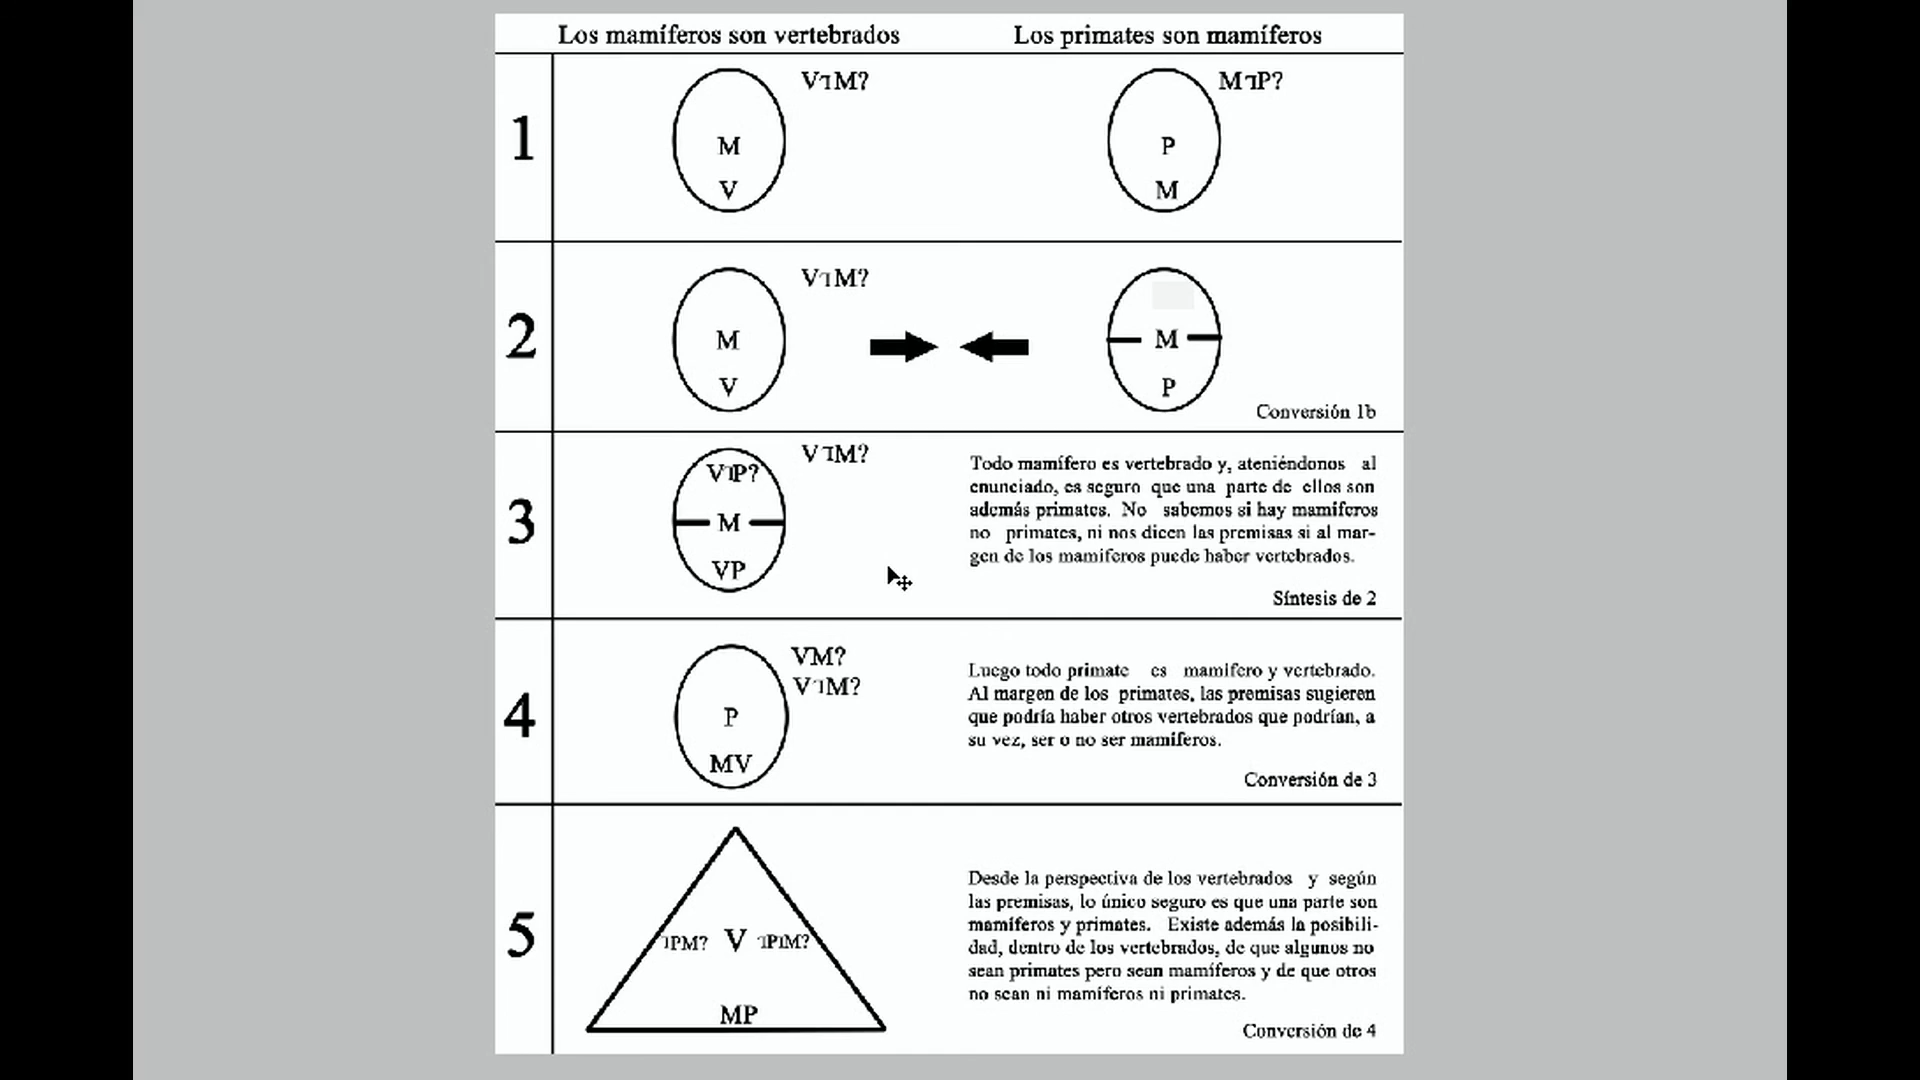 Los mamíferos son vertebrados
Los primates son mamíferos
1
M
V
V⅂M?
P
M
M⅂P?
2
M
V
V⅂M?
M
P
Conversión 1b
3
V⅂P?
M
VP
V⅂M?
Todo mamífero es vertebrado y, ateniéndonos al
enunciado, es seguro que una parte de ellos son
además primates. No sabemos si hay mamíferos
no primates, ni nos dicen las premisas si al mar-
gen de los mamíferos puede haber vertebrados.
Síntesis de 2
4
P
MV
VM?
V⅂M?
Luego todo primate es mamífero y vertebrado.
Al margen de los primates, las premisas sugieren
que podría haber otros vertebrados que podrían, a
su vez, ser o no ser mamíferos.
Conversión de 3
5
⅂PM? V ⅂P⅂M?
MP
Desde la perspectiva de los vertebrados y según
las premisas, lo único seguro es que una parte son
mamíferos y primates. Existe además la posibili-
dad, dentro de los vertebrados, de que algunos no
sean primates pero sean mamíferos y de que otros
no sean ni mamíferos ni primates.
Conversión de 4